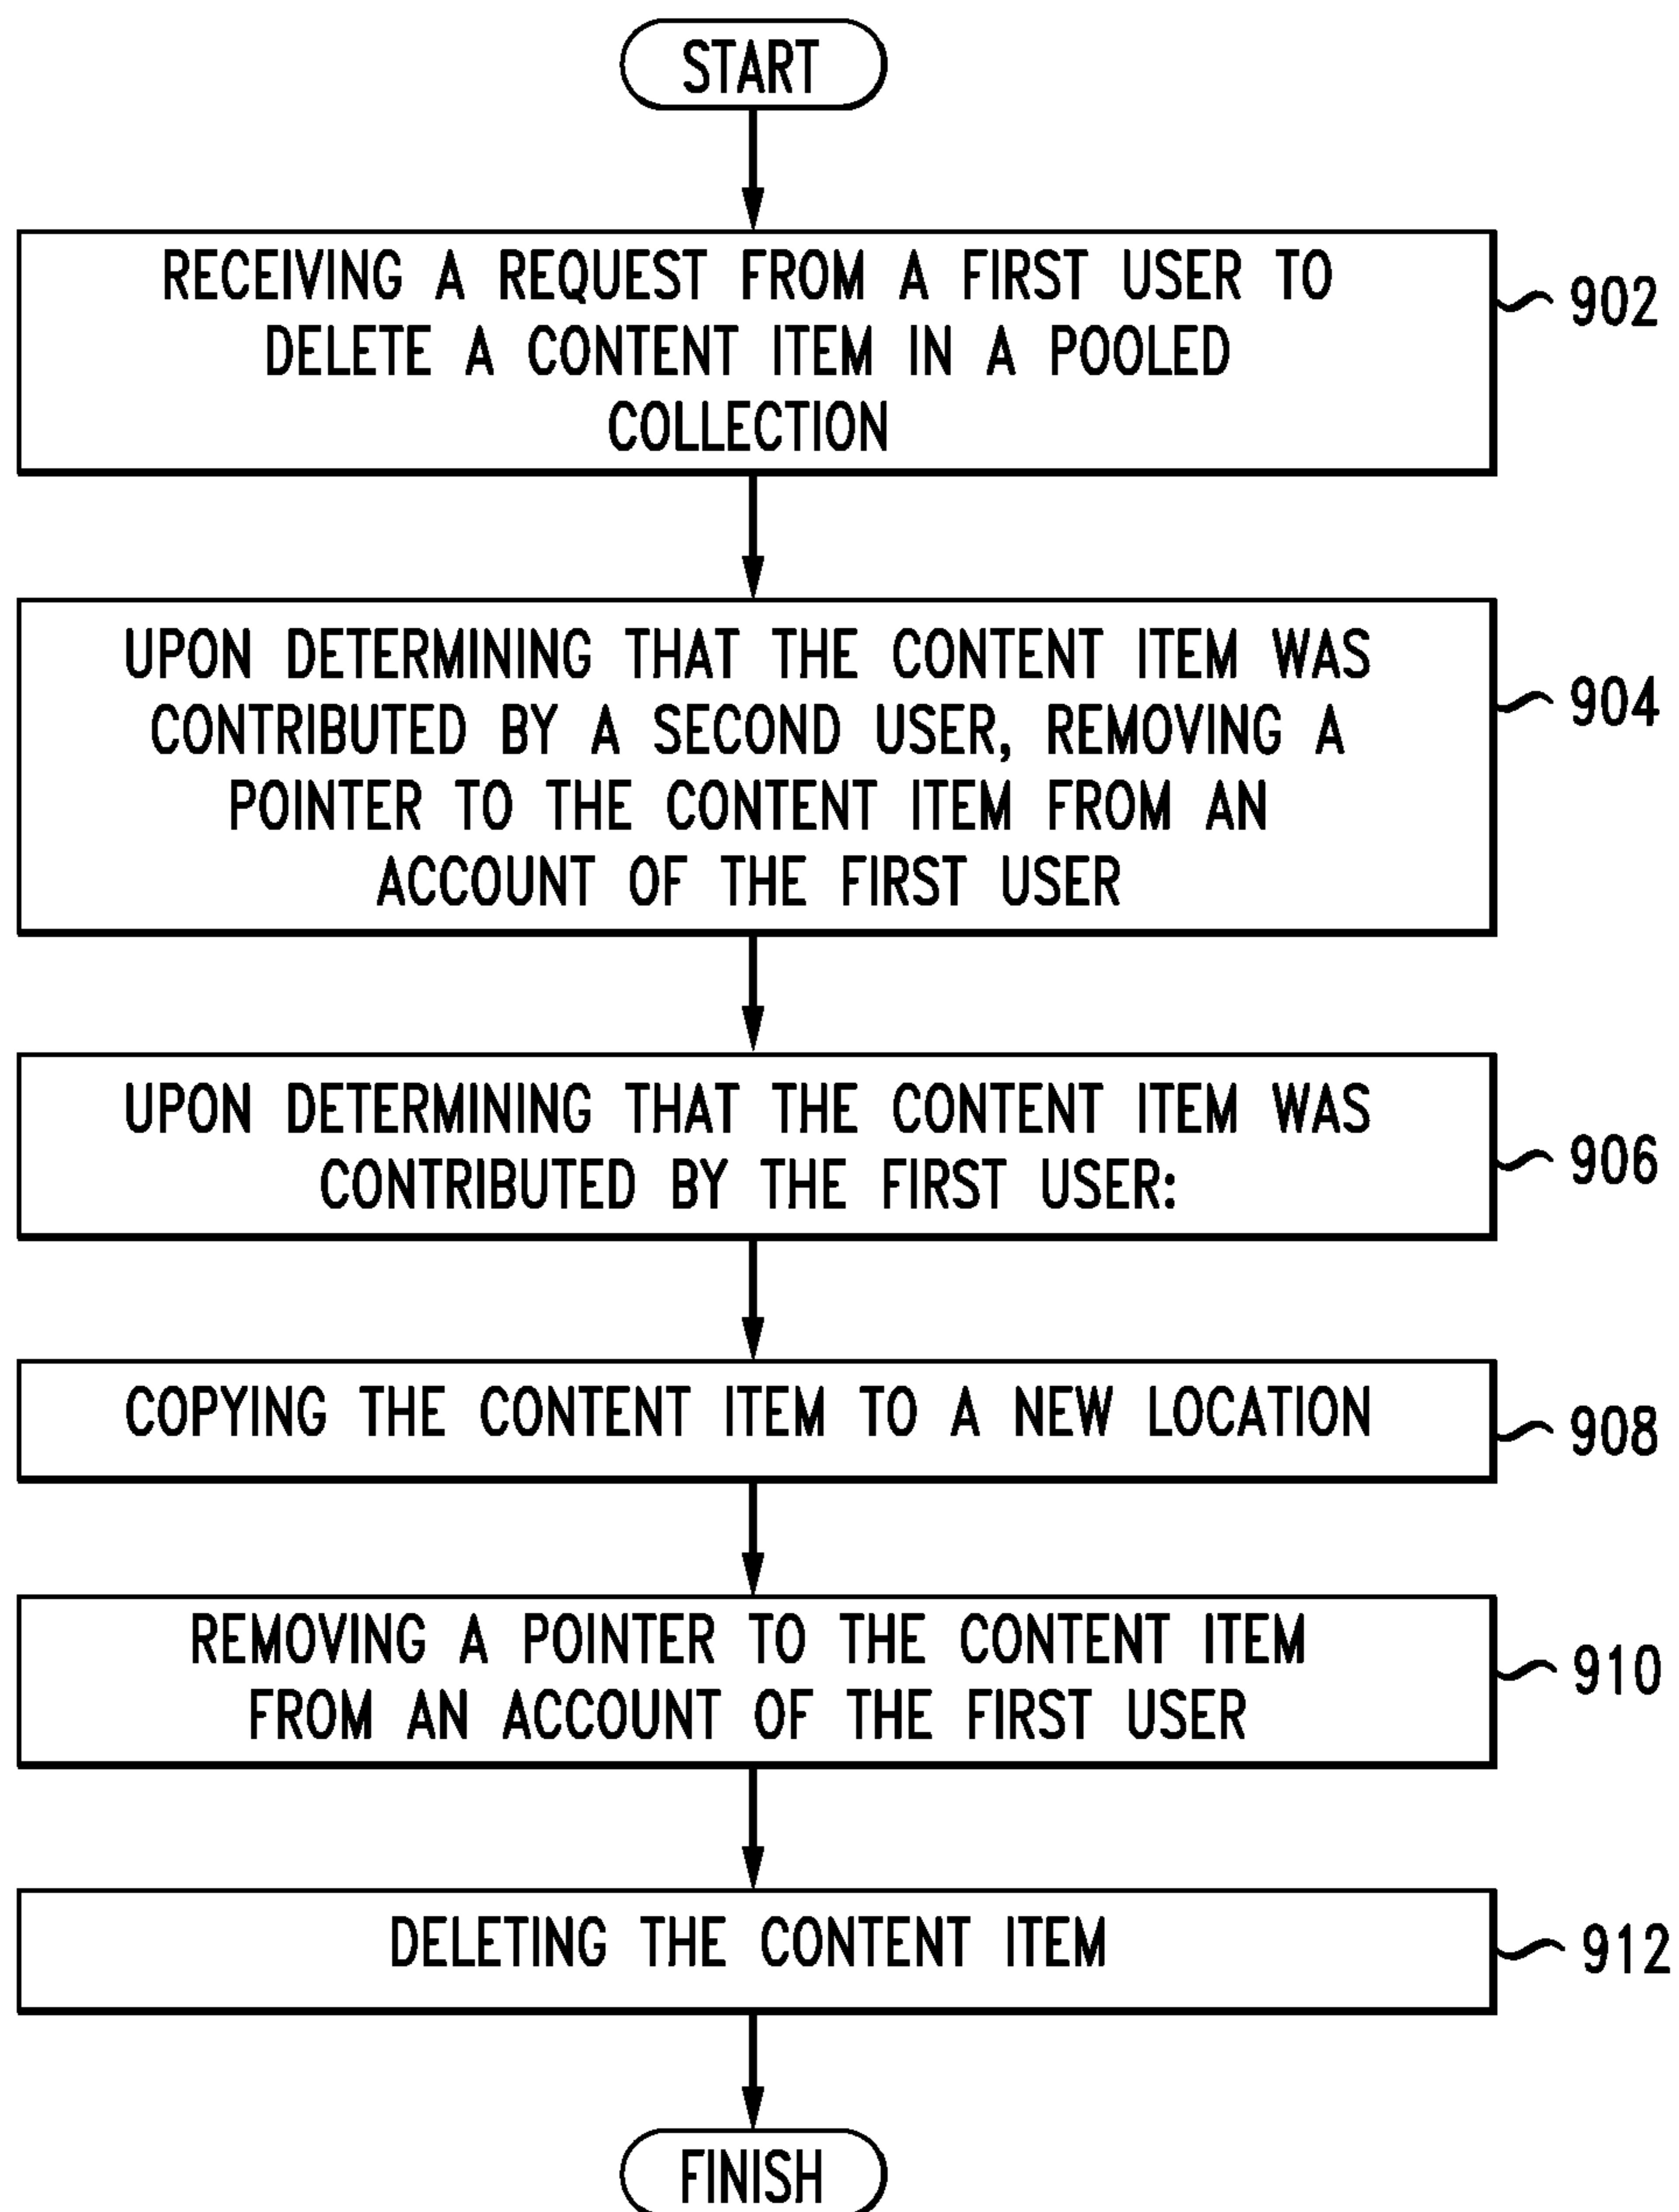 START
RECEIVING A REQUEST FROM A FIRST USER TO
DELETE A CONTENT ITEM IN A POOLED
COLLECTION
902
UPON DETERMINING THAT THE CONTENT ITEM WAS
CONTRIBUTED BY A SECOND USER, REMOVING A
POINTER TO THE CONTENT ITEM FROM AN
ACCOUNT OF THE FIRST USER
904
UPON DETERMINING THAT THE CONTENT ITEM WAS
CONTRIBUTED BY THE FIRST USER:
906
COPYING THE CONTENT ITEM TO A NEW LOCATION
908
REMOVING A POINTER TO THE CONTENT ITEM
FROM AN ACCOUNT OF THE FIRST USER
910
DELETING THE CONTENT ITEM
912
FINISH